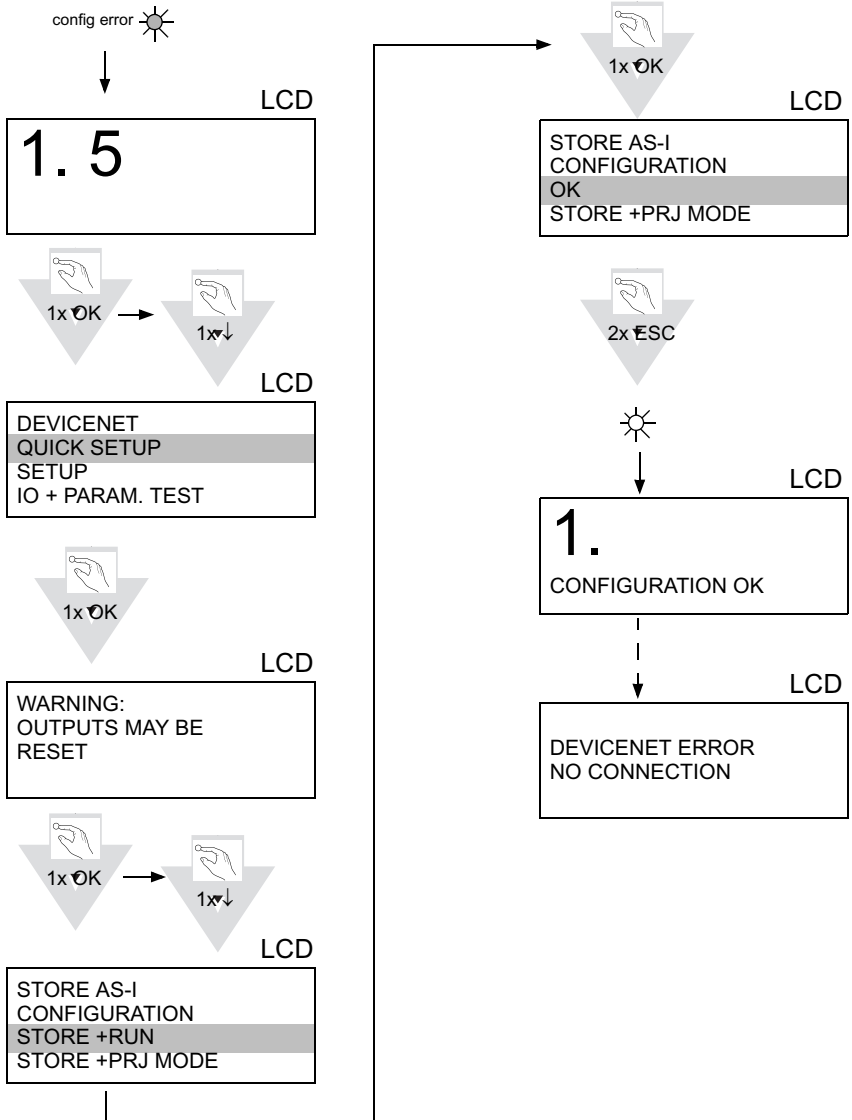 config error
LCD
1. 5
1x OK
1x↓
LCD
DEVICENET
QUICK SETUP
SETUP
IO + PARAM. TEST
1x OK
LCD
WARNING:
OUTPUTS MAY BE
RESET
1x OK
1x↓
LCD
STORE AS-I
CONFIGURATION
STORE +RUN
STORE +PRJ MODE
1x OK
LCD
STORE AS-I
CONFIGURATION
OK
STORE +PRJ MODE
2x ESC
LCD
1.
CONFIGURATION OK
LCD
DEVICENET ERROR
NO CONNECTION